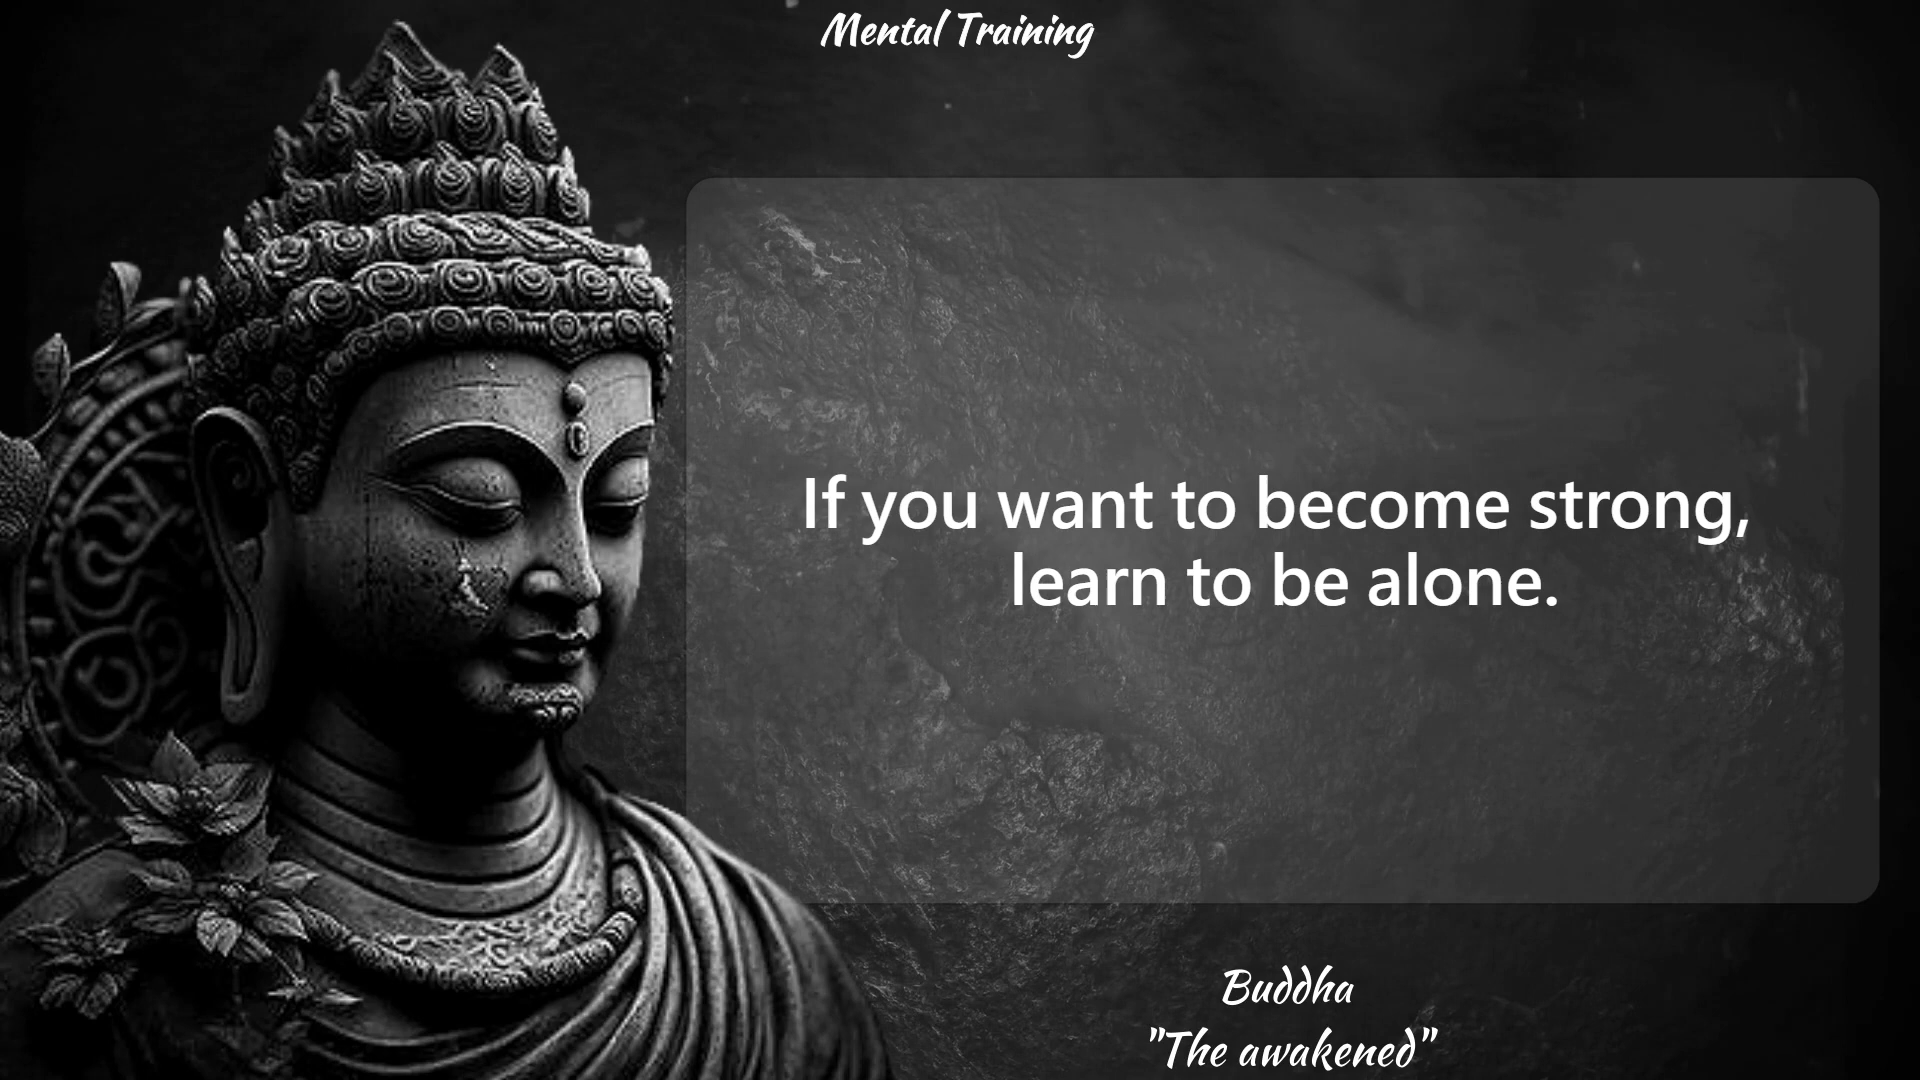 Mental Training
If you want to become strong,
learn to be alone.
Buddha
"The awakened"